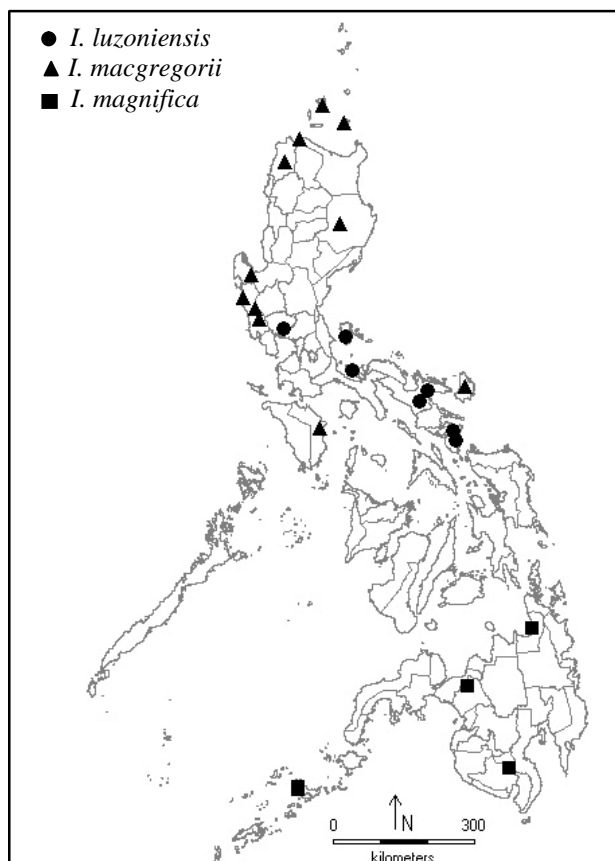 I. luzoniensis
I. macgregorii
I. magnifica
N
0 300
kilometers